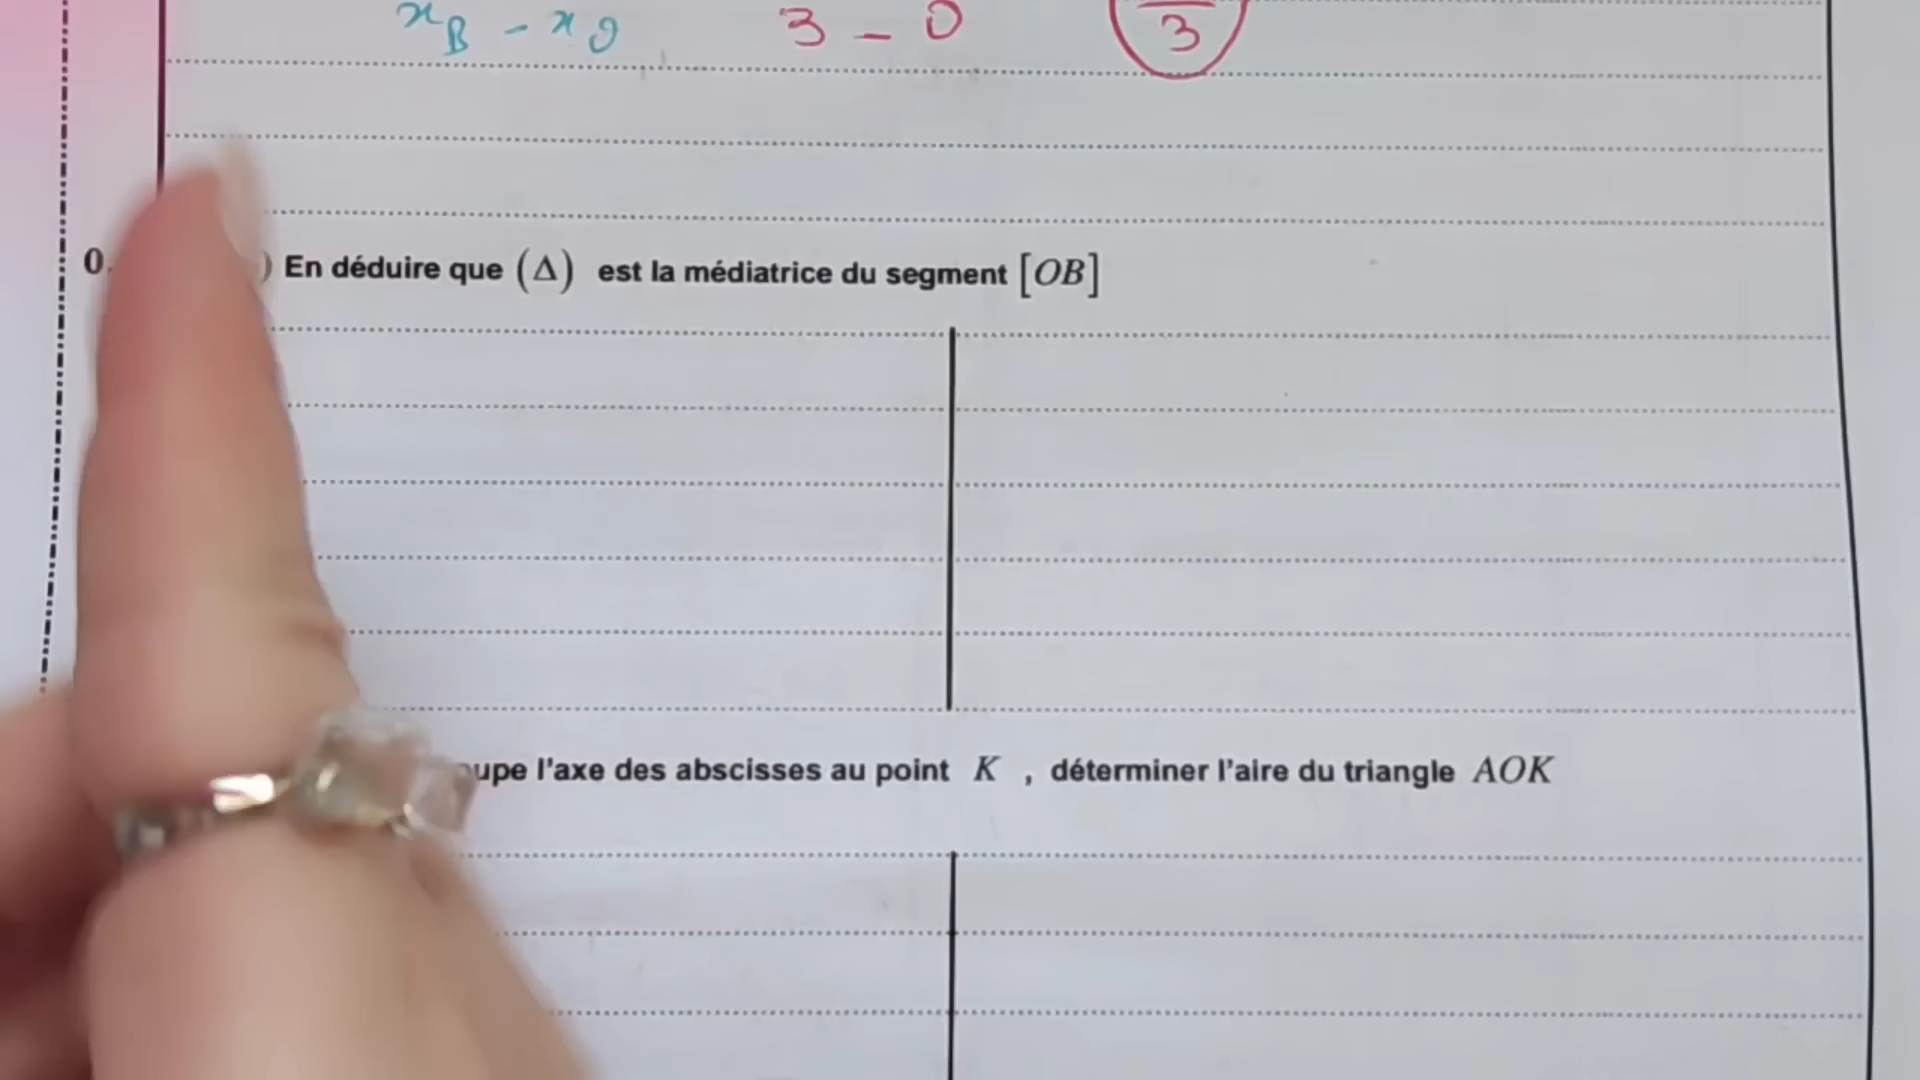 x_B - x_O 3 - 0 3
0. ) En déduire que (Δ) est la médiatrice du segment [OB]
l'axe des abscisses au point K , déterminer l'aire du triangle AOK